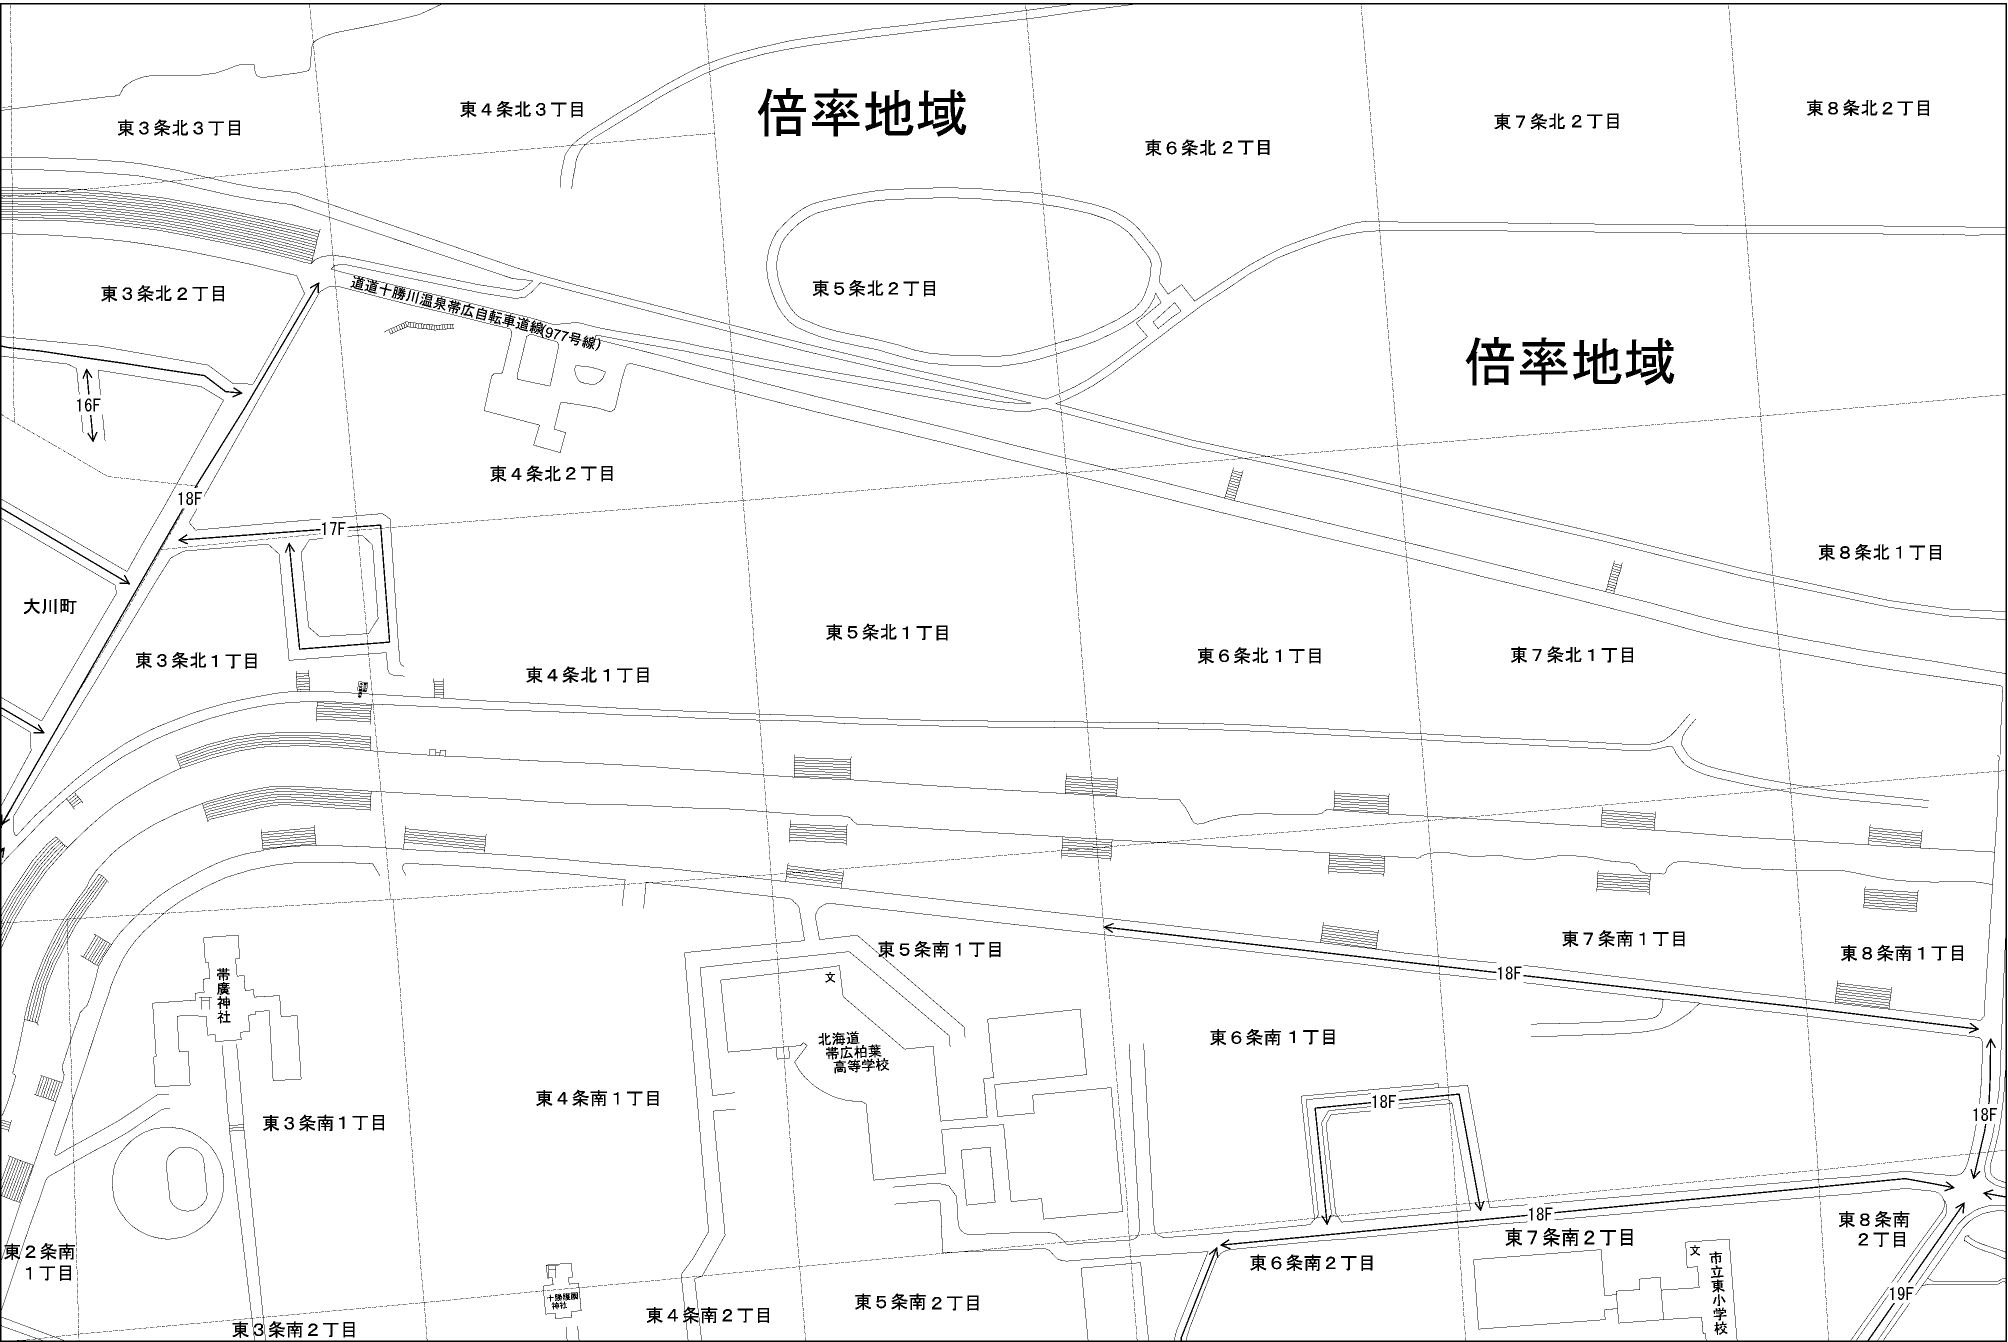 東８条北２丁目
東４条北３丁目
倍率地域
東７条北２丁目
東３条北３丁目
東６条北２丁目
東３条北２丁目
東５条北２丁目
道道十勝川温泉帯広自転車道線(977号線)
倍率地域
16F
東４条北２丁目
18F
17F
東８条北１丁目
大川町
東５条北１丁目
東３条北１丁目
東６条北１丁目
東７条北１丁目
東４条北１丁目
東７条南１丁目
東５条南１丁目
東８条南１丁目
18F
文
帯廣神社
東６条南１丁目
北海道
帯広柏葉
高等学校
東４条南１丁目
18F
18F
東３条南１丁目
18F
東８条南
２丁目
東７条南２丁目
東２条南
１丁目
文
東６条南２丁目
市立東小学校
19F
十勝護國
神社
東５条南２丁目
東４条南２丁目
東３条南２丁目